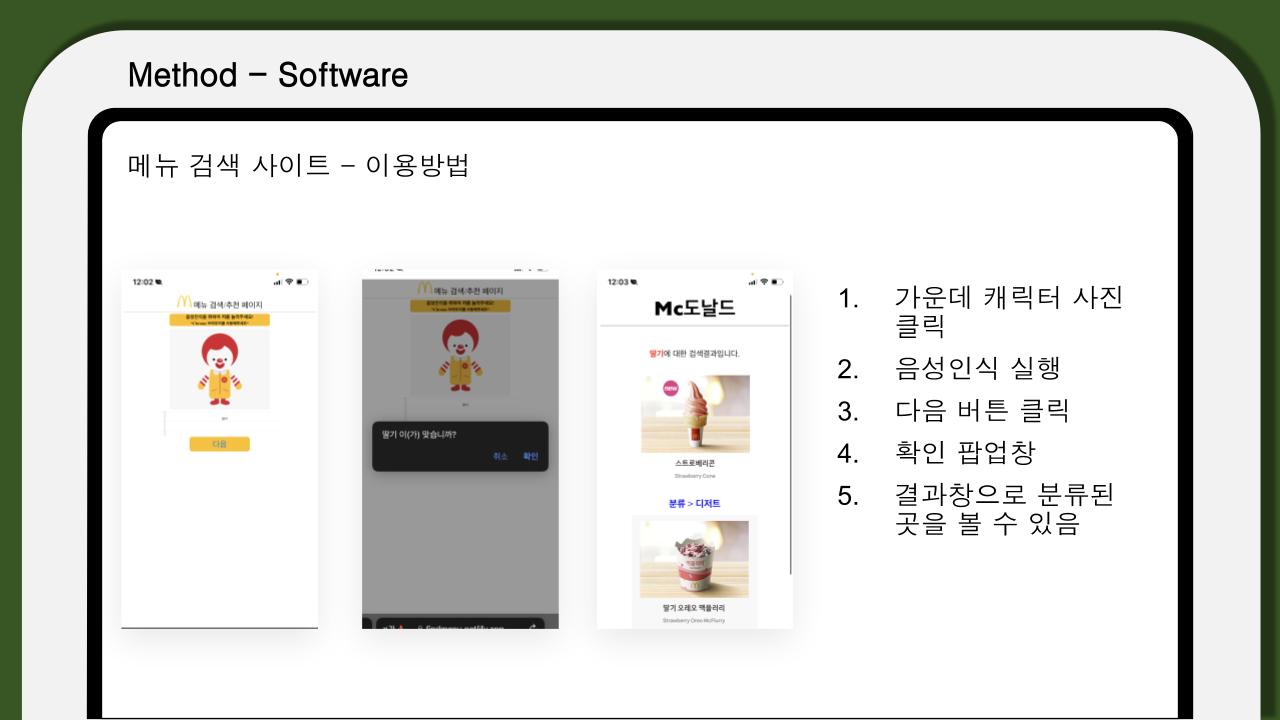 Method – Software
메뉴 검색 사이트 – 이용방법
12:02
메뉴 검색/추천 페이지
다음
메뉴 검색/추천 페이지
딸기 이(가) 맞습니까?
취소 확인
12:03
Mc도날드
딸기에 대한 검색결과입니다.
new
스트로베리콘
Strawberry Cone
분류 > 디저트
딸기 오레오 맥플러리
Strawberry Oreo McFlurry
1. 가운데 캐릭터 사진
클릭
2. 음성인식 실행
3. 다음 버튼 클릭
4. 확인 팝업창
5. 결과창으로 분류된
곳을 볼 수 있음